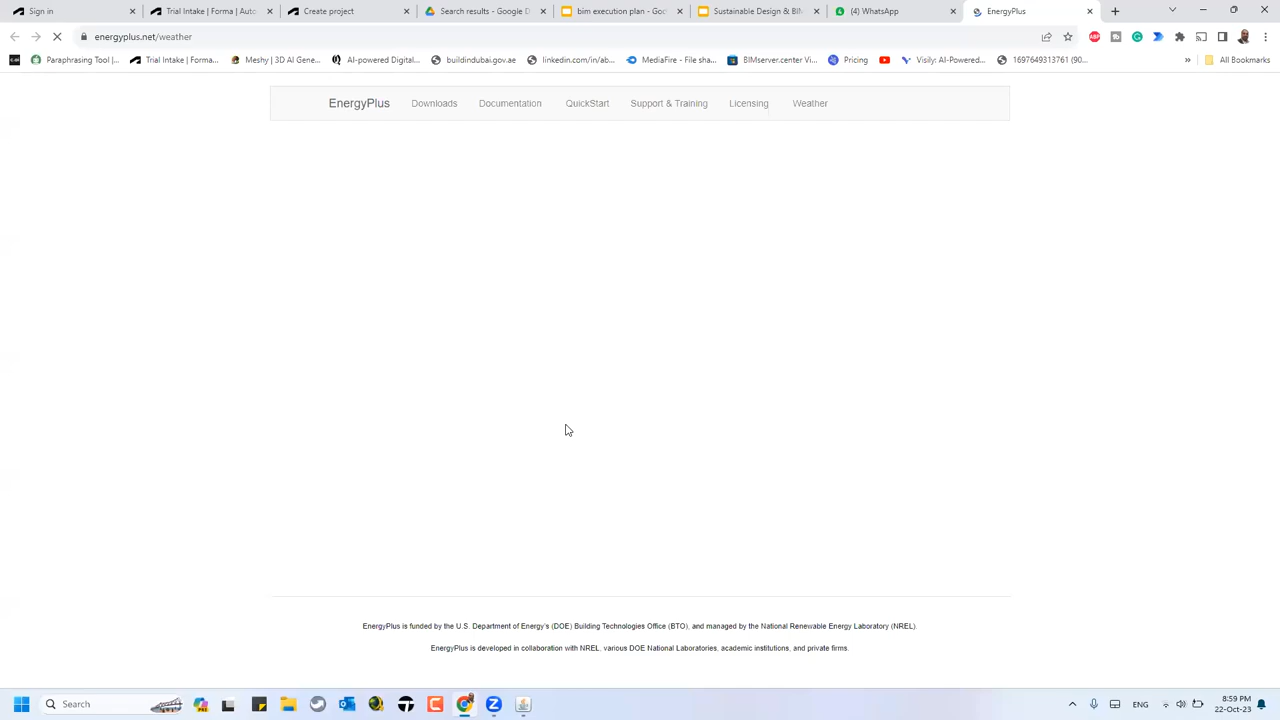 Sign in
Trial Intake | Forma | Auto
Create project
Search results - Google D
bim execution plan - Goo
Sustainable Design & BIM
(4) WhatsApp
EnergyPlus
energyplus.net/weather
ABP
Paraphrasing Tool |...
Trial Intake | Forma...
Meshy | 3D AI Gene...
AI-powered Digital...
buildindubai.gov.ae
linkedin.com/in/ab...
MediaFire - File sha...
BIMserver.center Vi...
Pricing
Visily: AI-Powered...
1697649313761 (90...
»
All Bookmarks
EnergyPlus Downloads Documentation QuickStart Support & Training Licensing Weather
EnergyPlus is funded by the U.S. Department of Energy's (DOE) Building Technologies Office (BTO), and managed by the National Renewable Energy Laboratory (NREL).
EnergyPlus is developed in collaboration with NREL, various DOE National Laboratories, academic institutions, and private firms.
Search
ENG
8:59 PM
22-Oct-23